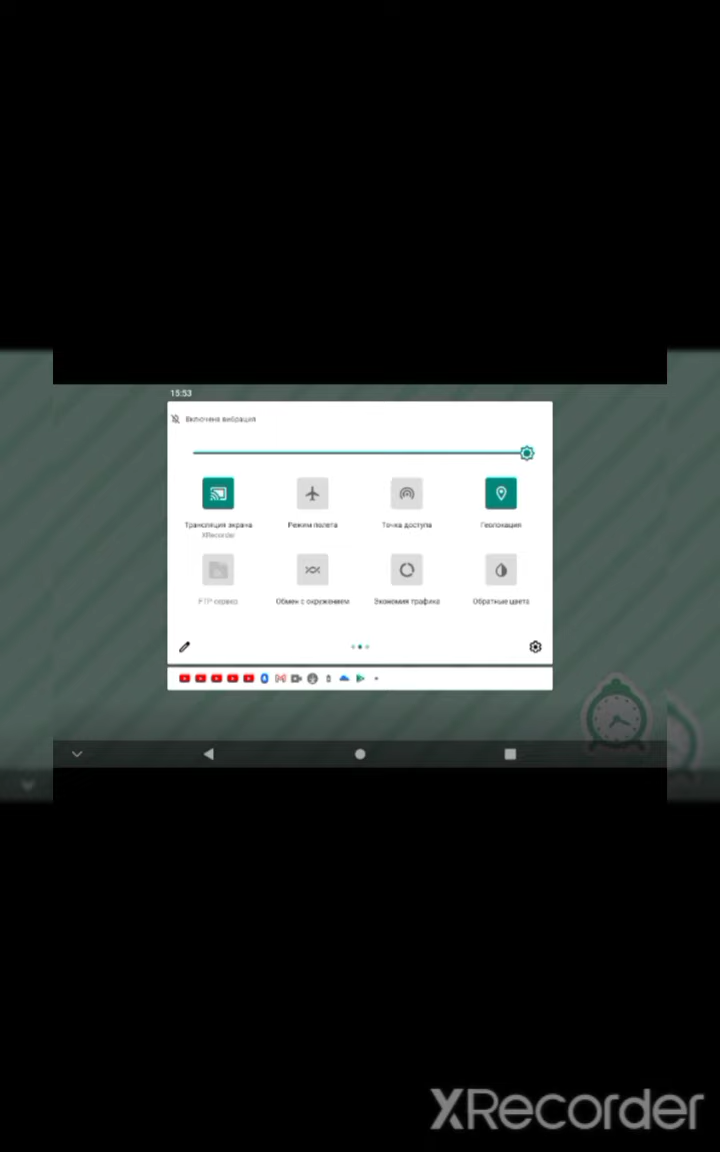 15:53
Включена вибрация
Трансляция экрана
XRecorder
Режим полета
Точка доступа
Геолокация
FTP сервис
Обмен с окружением
Экономия трафика
Обратные цвета
XRecorder